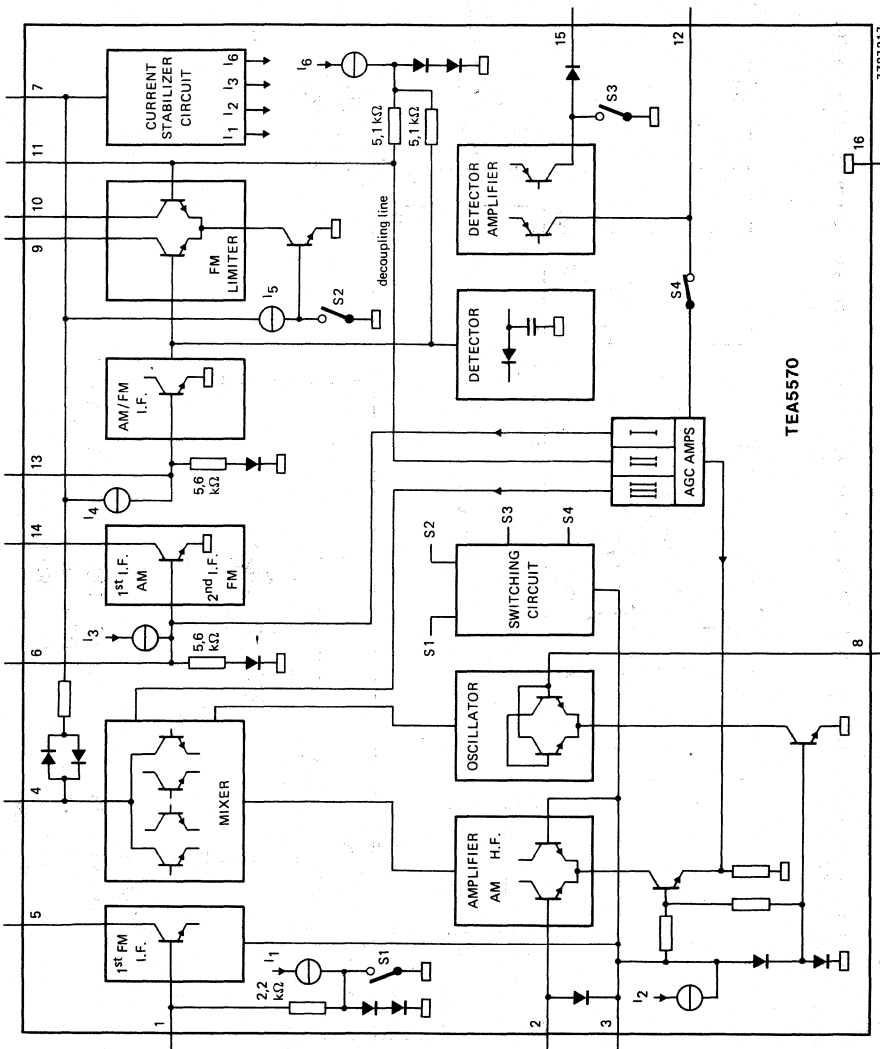 7
11
10
9
13
14
6
4
5
CURRENT
STABILIZER
CIRCUIT
I1 I2 I3 I6
FM
LIMITER
I5
S2
AM/FM
I.F.
I4
5,6
kΩ
1st I.F.
AM
2nd I.F.
FM
I3
5,6
kΩ
MIXER
1st FM
I.F.
I1
2,2
kΩ
S1
1
I6
5,1 kΩ
5,1 kΩ
decoupling line
15
12
DETECTOR
AMPLIFIER
S3
S4
DETECTOR
16
TEA5570
I
II
III
AGC AMPS
S1
S2
S3
S4
SWITCHING
CIRCUIT
OSCILLATOR
8
AMPLIFIER
AM H.F.
2
3
I2